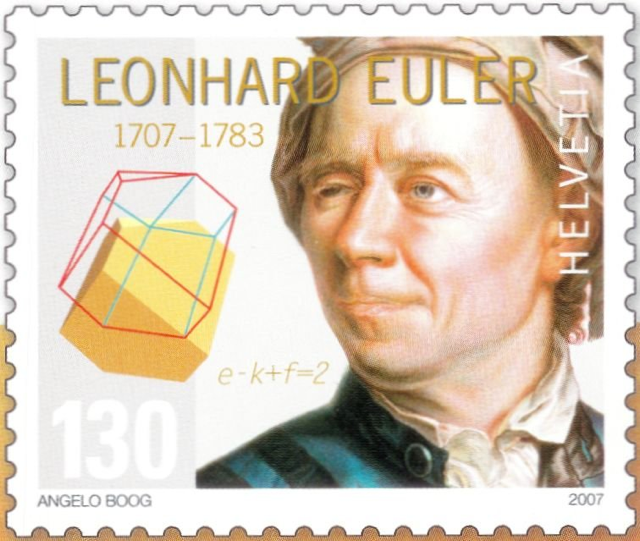 LEONHARD EULER
1707–1783
HELVETIA
e-k+f=2
130
ANGELO BOOG
2007